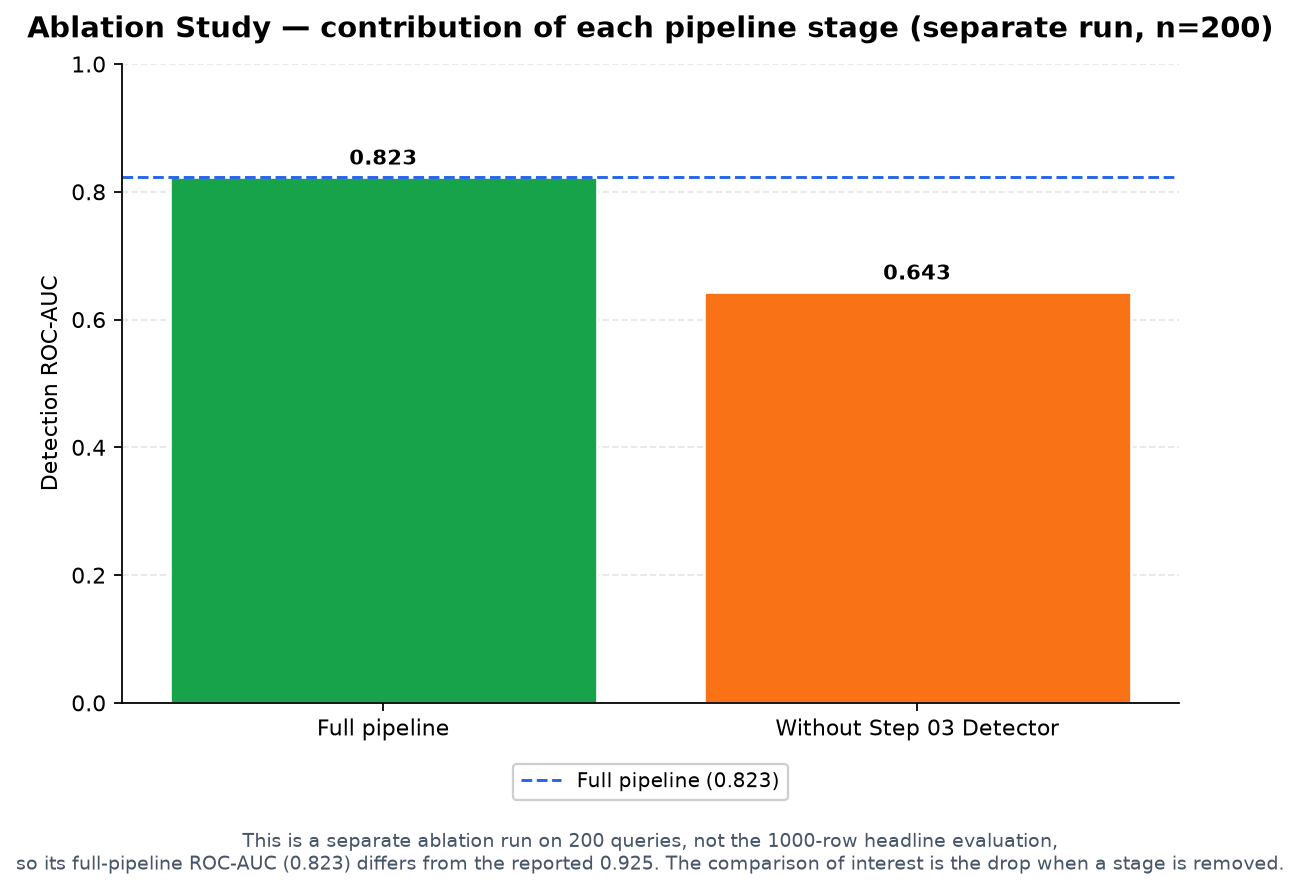 Ablation Study — contribution of each pipeline stage (separate run, n=200)
1.0
0.8
0.6
0.4
0.2
0.0
Detection ROC-AUC
0.823
0.643
Full pipeline
Without Step 03 Detector
Full pipeline (0.823)
This is a separate ablation run on 200 queries, not the 1000-row headline evaluation,
so its full-pipeline ROC-AUC (0.823) differs from the reported 0.925. The comparison of interest is the drop when a stage is removed.